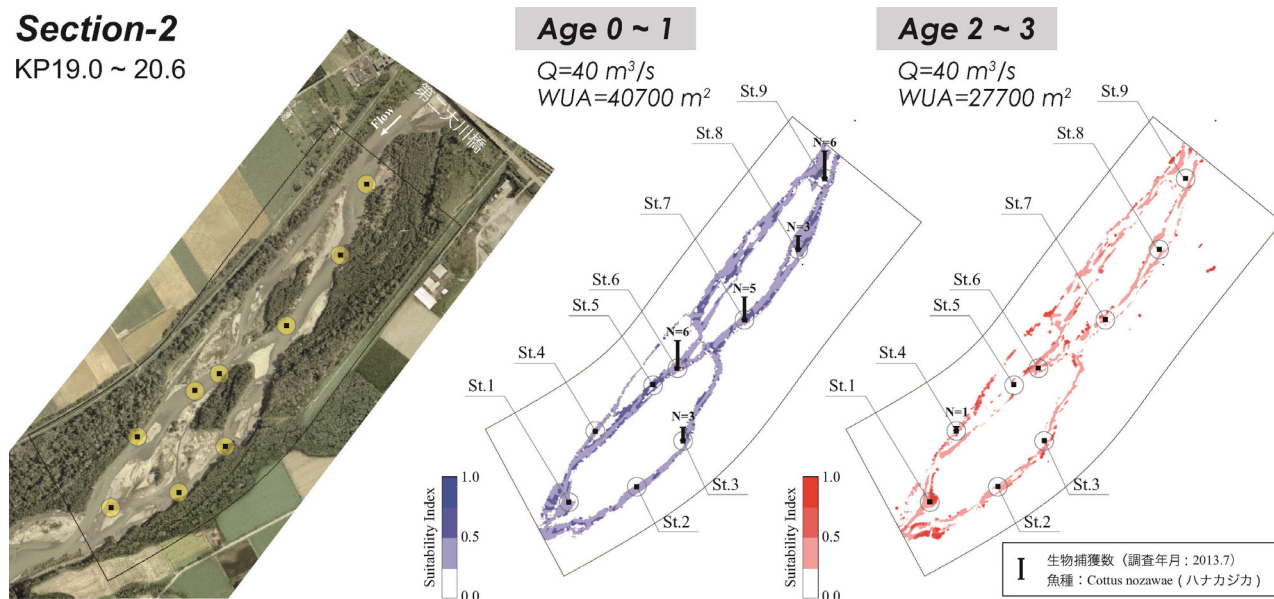 Section-2
KP19.0 ~ 20.6
第一大川橋
Flow
Age 0 ~ 1
Q=40 m³/s
WUA=40700 m²
St.9
St.8
St.7
St.6
St.5
St.4
St.1
St.3
St.2
N=6
N=3
N=5
N=6
N=3
1.0
0.5
0.0
Suitability Index
Age 2 ~ 3
Q=40 m³/s
WUA=27700 m²
St.9
St.8
St.7
St.6
St.5
St.4
St.1
St.3
St.2
N=1
1.0
0.5
0.0
Suitability Index
生物捕獲数（調査年月 : 2013.7）
魚種：Cottus nozawae ( ハナカジカ )